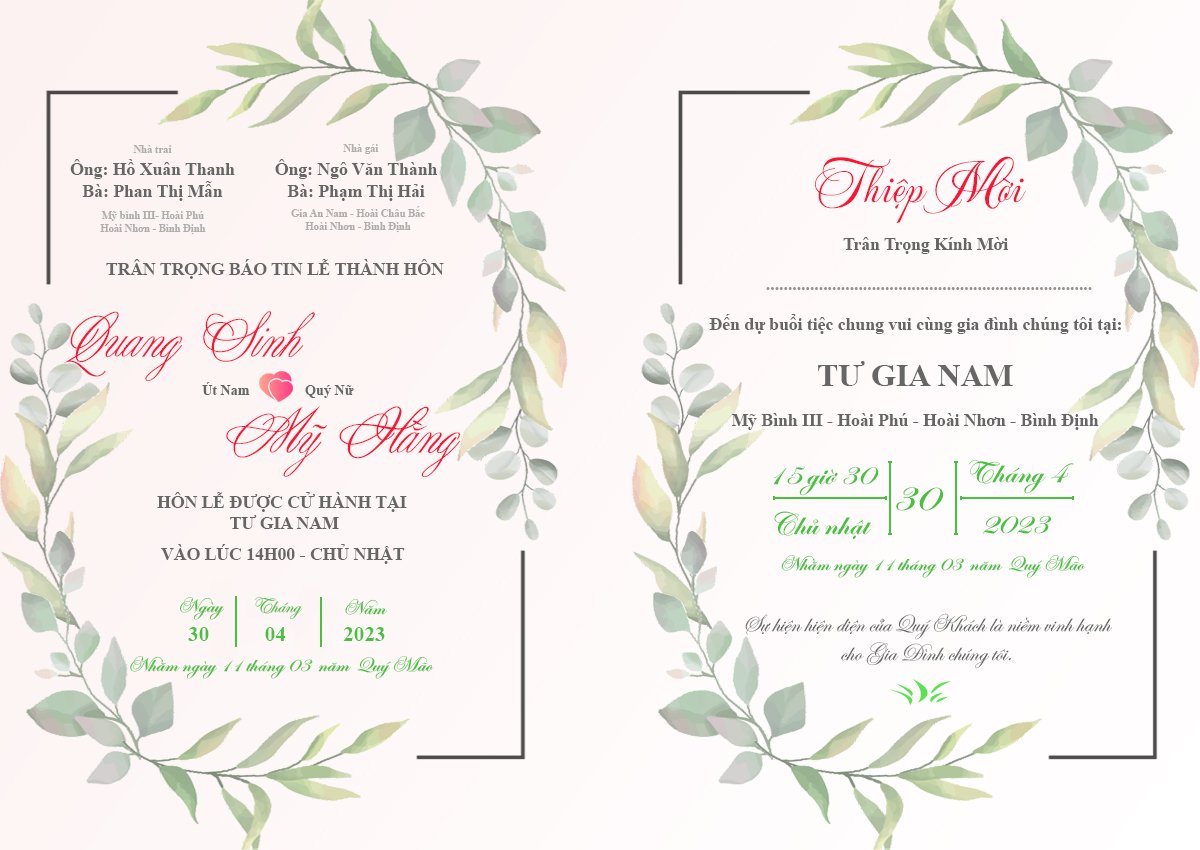 Nhà trai
Ông: Hồ Xuân Thanh
Bà: Phan Thị Mẫn
Mỹ bình III- Hoài Phú
Hoài Nhơn - Bình Định
Nhà gái
Ông: Ngô Văn Thành
Bà: Phạm Thị Hải
Gia An Nam - Hoài Châu Bắc
Hoài Nhơn - Bình Định
TRÂN TRỌNG BÁO TIN LỄ THÀNH HÔN
Quang Sinh
Út Nam Quý Nữ
Mỹ Hằng
HÔN LỄ ĐƯỢC CỬ HÀNH TẠI
TƯ GIA NAM
VÀO LÚC 14H00 - CHỦ NHẬT
Ngày Tháng Năm
30 04 2023
Nhằm ngày 11 tháng 03 năm Quý Mão
Thiệp Mời
Trân Trọng Kính Mời
Đến dự buổi tiệc chung vui cùng gia đình chúng tôi tại:
TƯ GIA NAM
Mỹ Bình III - Hoài Phú - Hoài Nhơn - Bình Định
15 giờ 30
Chủ nhật
30
Tháng 4
2023
Nhằm ngày 11 tháng 03 năm Quý Mão
Sự hiện hiện diện của Quý Khách là niềm vinh hạnh
cho Gia Đình chúng tôi.